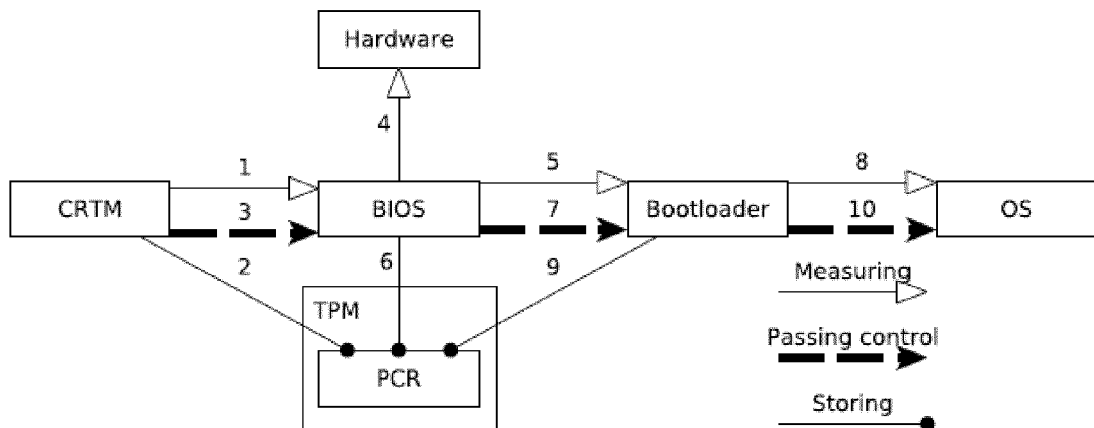 Hardware
4
1
5
8
CRTM
3
BIOS
7
Bootloader
10
OS
2
6
9
Measuring
TPM
Passing control
PCR
Storing